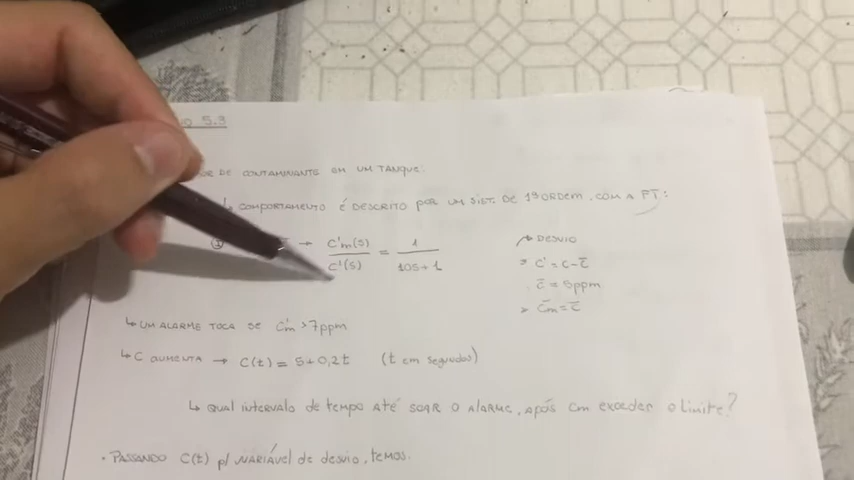 5.3
DE CONTAMINANTE EM UM TANQUE.
↳ COMPORTAMENTO É DESCRITO POR UM SIST. DE 1ª ORDEM, COM A FT:
① → C'm(s) / C'(s) = 1 / 10s+1
DESVIO
C' = C - C̅
C̅ = 5ppm
C̅m = C̅
↳ UM ALARME TOCA SE C'm > 7ppm
↳ C AUMENTA → C(t) = 5+0,2t (t em segundos)
↳ QUAL INTERVALO DE TEMPO ATÉ SOAR O ALARME, APÓS Cm EXCEDER O LIMITE?
• PASSANDO C(t) p/ VARIÁVEL DE DESVIO, TEMOS.